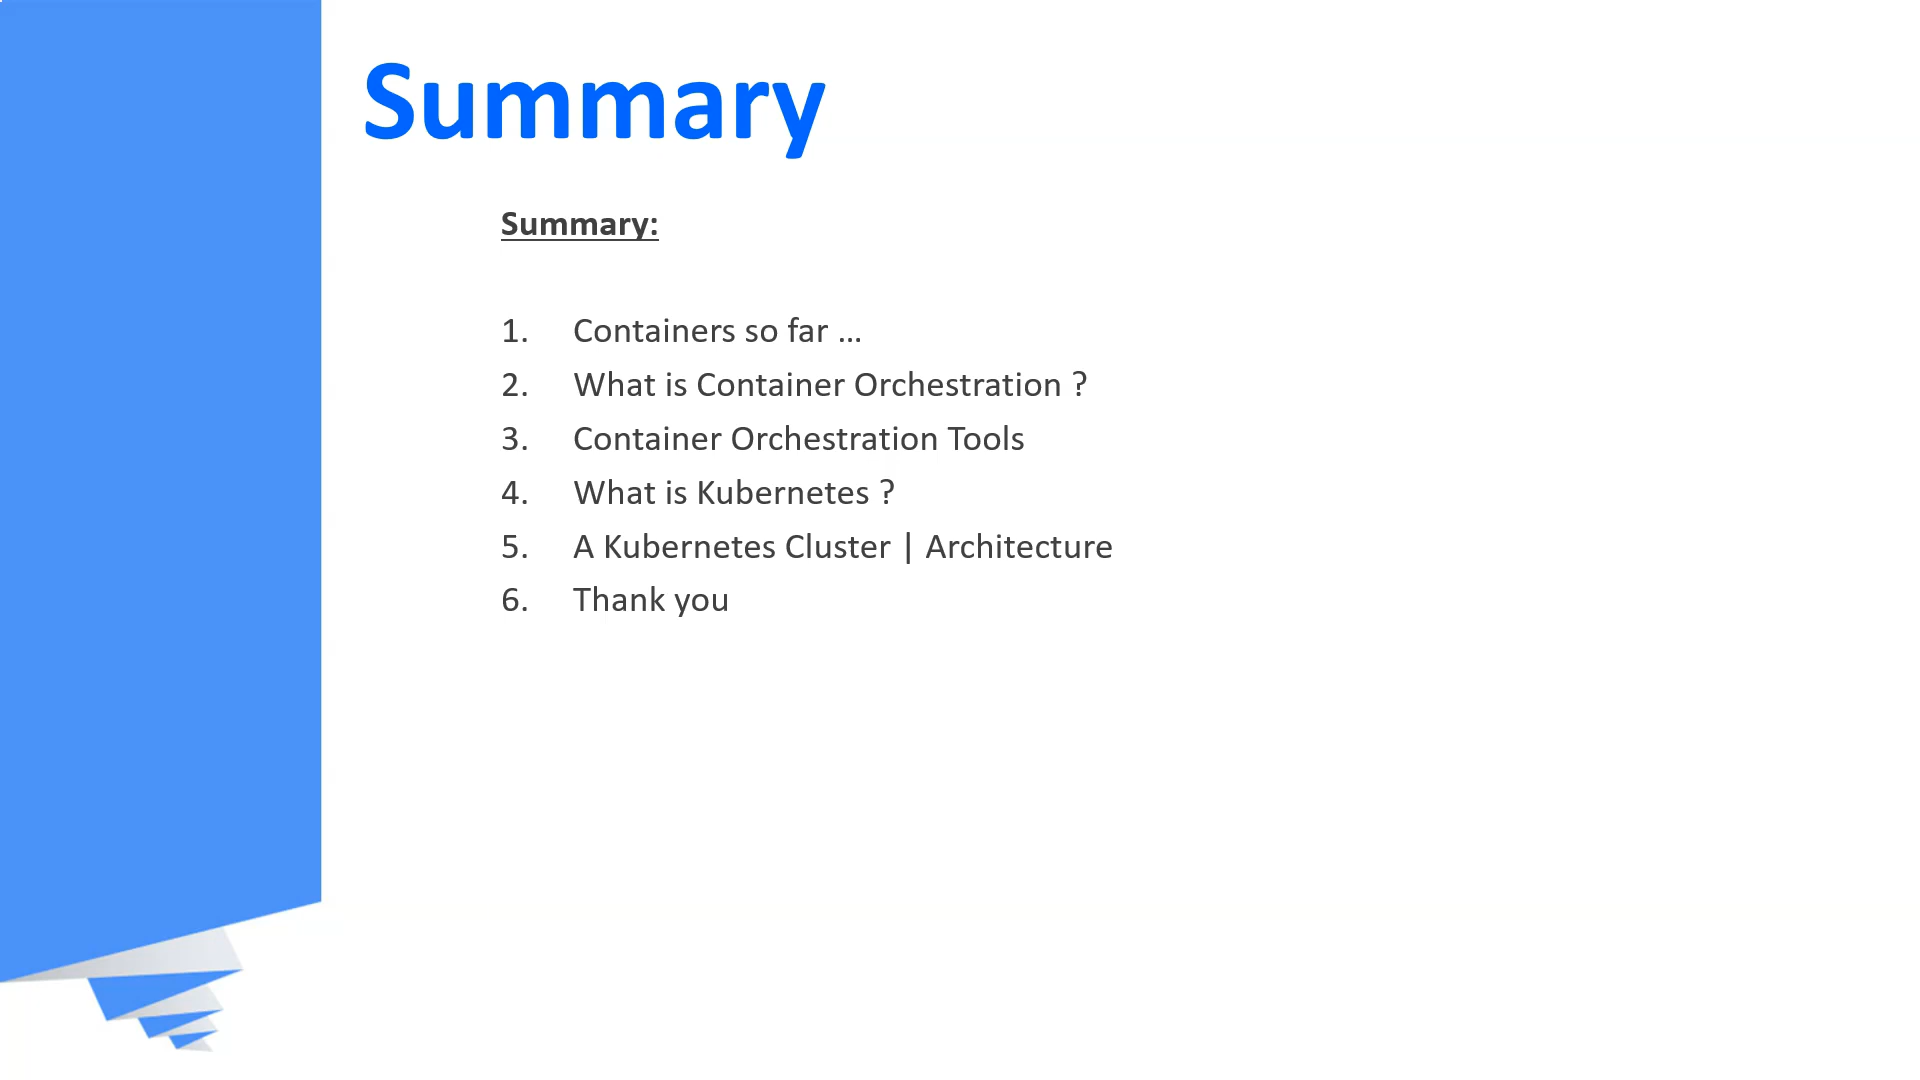 Summary
Summary:
1. Containers so far ...
2. What is Container Orchestration ?
3. Container Orchestration Tools
4. What is Kubernetes ?
5. A Kubernetes Cluster | Architecture
6. Thank you